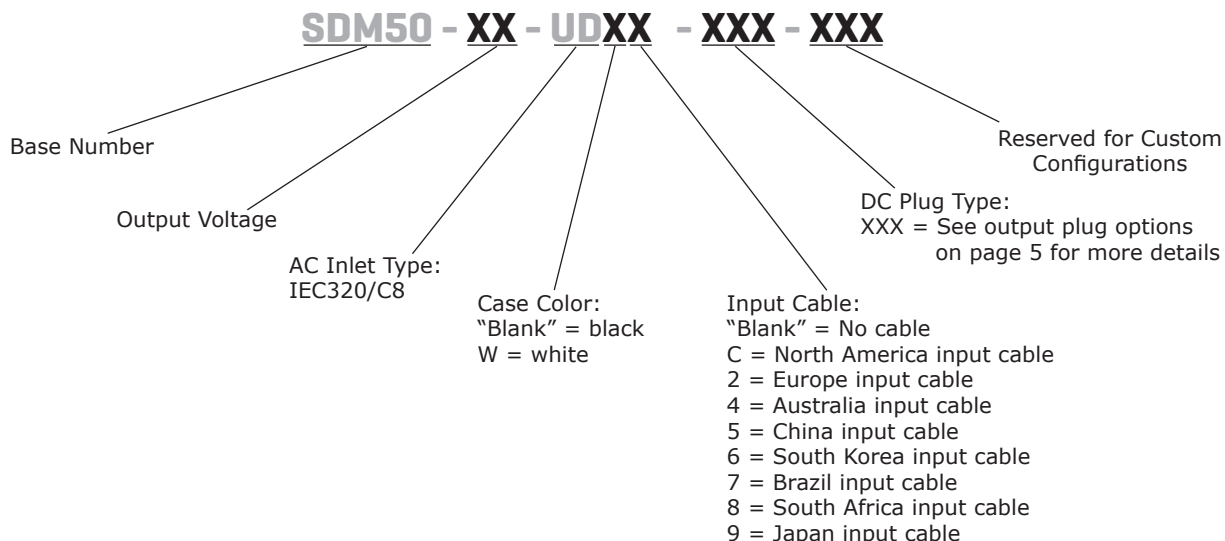 SDM50 - XX - UDXX - XXX - XXX
Base Number
Output Voltage
AC Inlet Type:
IEC320/C8
Case Color:
“Blank” = black
W = white
Input Cable:
“Blank” = No cable
C = North America input cable
2 = Europe input cable
4 = Australia input cable
5 = China input cable
6 = South Korea input cable
7 = Brazil input cable
8 = South Africa input cable
9 = Japan input cable
DC Plug Type:
XXX = See output plug options
on page 5 for more details
Reserved for Custom
Configurations